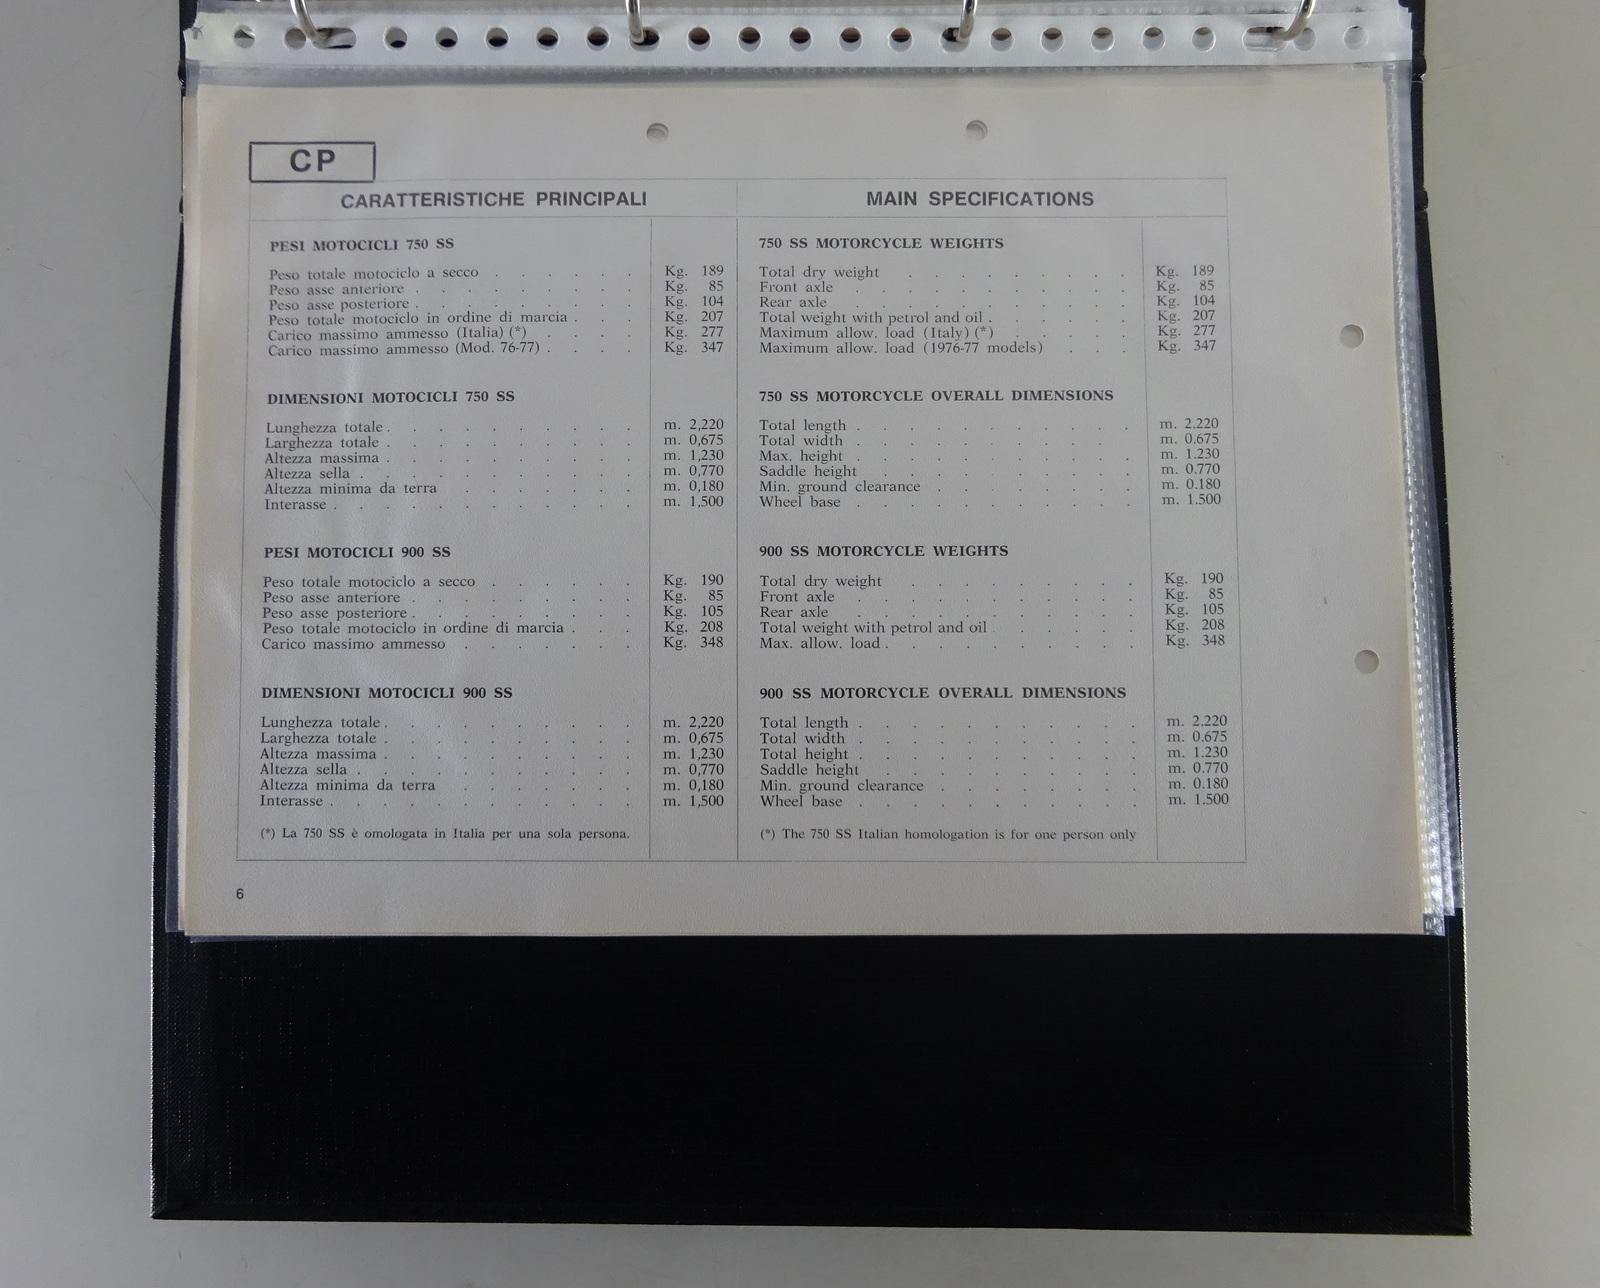 CP
CARATTERISTICHE PRINCIPALI
PESI MOTOCICLI 750 SS
Peso totale motociclo a secco . . . . . . Kg. 189
Peso asse anteriore . . . . . . . . Kg. 85
Peso asse posteriore . . . . . . . . Kg. 104
Peso totale motociclo in ordine di marcia . . . Kg. 207
Carico massimo ammesso (Italia) (*) . . . . Kg. 277
Carico massimo ammesso (Mod. 76-77) . . . . Kg. 347
DIMENSIONI MOTOCICLI 750 SS
Lunghezza totale . . . . . . . . . m. 2,220
Larghezza totale . . . . . . . . . m. 0,675
Altezza massima . . . . . . . . . m. 1,230
Altezza sella . . . . . . . . . . m. 0,770
Altezza minima da terra . . . . . . . m. 0,180
Interasse . . . . . . . . . . . m. 1,500
PESI MOTOCICLI 900 SS
Peso totale motociclo a secco . . . . . . Kg. 190
Peso asse anteriore . . . . . . . . Kg. 85
Peso asse posteriore . . . . . . . . Kg. 105
Peso totale motociclo in ordine di marcia . . . Kg. 208
Carico massimo ammesso . . . . . . . Kg. 348
DIMENSIONI MOTOCICLI 900 SS
Lunghezza totale . . . . . . . . . m. 2,220
Larghezza totale . . . . . . . . . m. 0,675
Altezza massima . . . . . . . . . m. 1,230
Altezza sella . . . . . . . . . . m. 0,770
Altezza minima da terra . . . . . . . m. 0,180
Interasse . . . . . . . . . . . m. 1,500
(*) La 750 SS è omologata in Italia per una sola persona.
MAIN SPECIFICATIONS
750 SS MOTORCYCLE WEIGHTS
Total dry weight . . . . . . . . . Kg. 189
Front axle . . . . . . . . . . Kg. 85
Rear axle . . . . . . . . . . Kg. 104
Total weight with petrol and oil . . . . . . Kg. 207
Maximum allow. load (Italy) (*) . . . . Kg. 277
Maximum allow. load (1976-77 models) . . . Kg. 347
750 SS MOTORCYCLE OVERALL DIMENSIONS
Total length . . . . . . . . . . . m. 2.220
Total width . . . . . . . . . . . m. 0.675
Max. height . . . . . . . . . . . m. 1.230
Saddle height . . . . . . . . . . m. 0.770
Min. ground clearance . . . . . . . . m. 0.180
Wheel base . . . . . . . . . . . m. 1.500
900 SS MOTORCYCLE WEIGHTS
Total dry weight . . . . . . . . . Kg. 190
Front axle . . . . . . . . . . Kg. 85
Rear axle . . . . . . . . . . Kg. 105
Total weight with petrol and oil . . . . . . Kg. 208
Max. allow. load . . . . . . . . . Kg. 348
900 SS MOTORCYCLE OVERALL DIMENSIONS
Total length . . . . . . . . . . . m. 2.220
Total width . . . . . . . . . . . m. 0.675
Total height . . . . . . . . . . . m. 1.230
Saddle height . . . . . . . . . . m. 0.770
Min. ground clearance . . . . . . . . m. 0.180
Wheel base . . . . . . . . . . . m. 1.500
(*) The 750 SS Italian homologation is for one person only
6